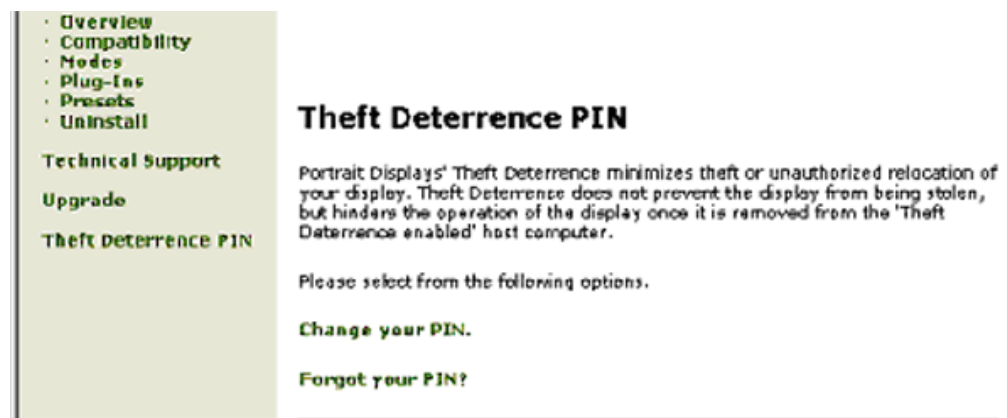 · Overview
· Compatibility
· Modes
· Plug-Ins
· Presets
· Uninstall
Technical Support
Upgrade
Theft Deterrence PIN
Theft Deterrence PIN
Portrait Displays' Theft Deterrence minimizes theft or unauthorized relocation of
your display. Theft Deterrence does not prevent the display from being stolen,
but hinders the operation of the display once it is removed from the 'Theft
Deterrence enabled' host computer.
Please select from the following options.
Change your PIN.
Forgot your PIN?